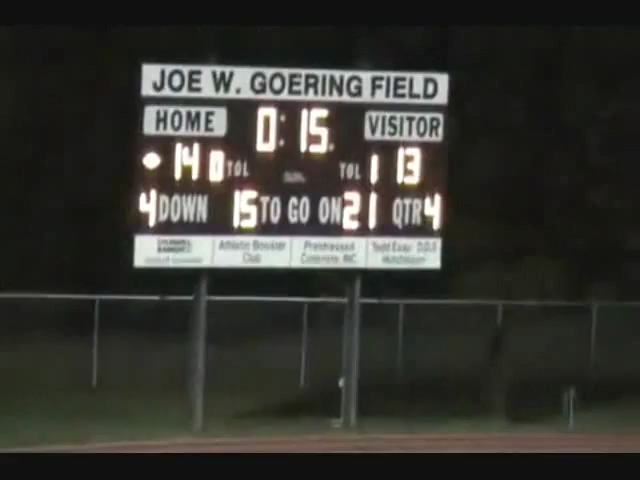 JOE W. GOERING FIELD
HOME 0:15 VISITOR
14 0 TOL TOL 1 13
4 DOWN 15 TO GO ON 21 QTR 4
Athletic Booster Prestressed
Club Concrete, INC